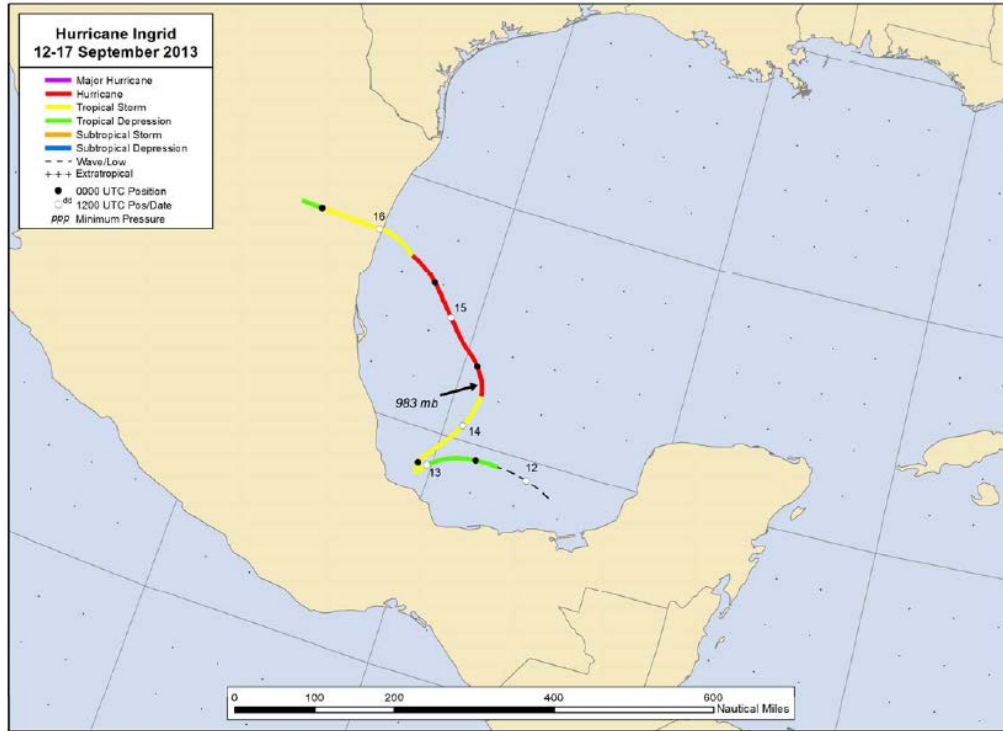 Hurricane Ingrid
12-17 September 2013
Major Hurricane
Hurricane
Tropical Storm
Tropical Depression
Subtropical Storm
Subtropical Depression
Wave/Low
+++ Extratropical
0000 UTC Position
dd 1200 UTC Pos/Date
ppp Minimum Pressure
16
15
983 mb
14
13
12
0 100 200 400 600
Nautical Miles